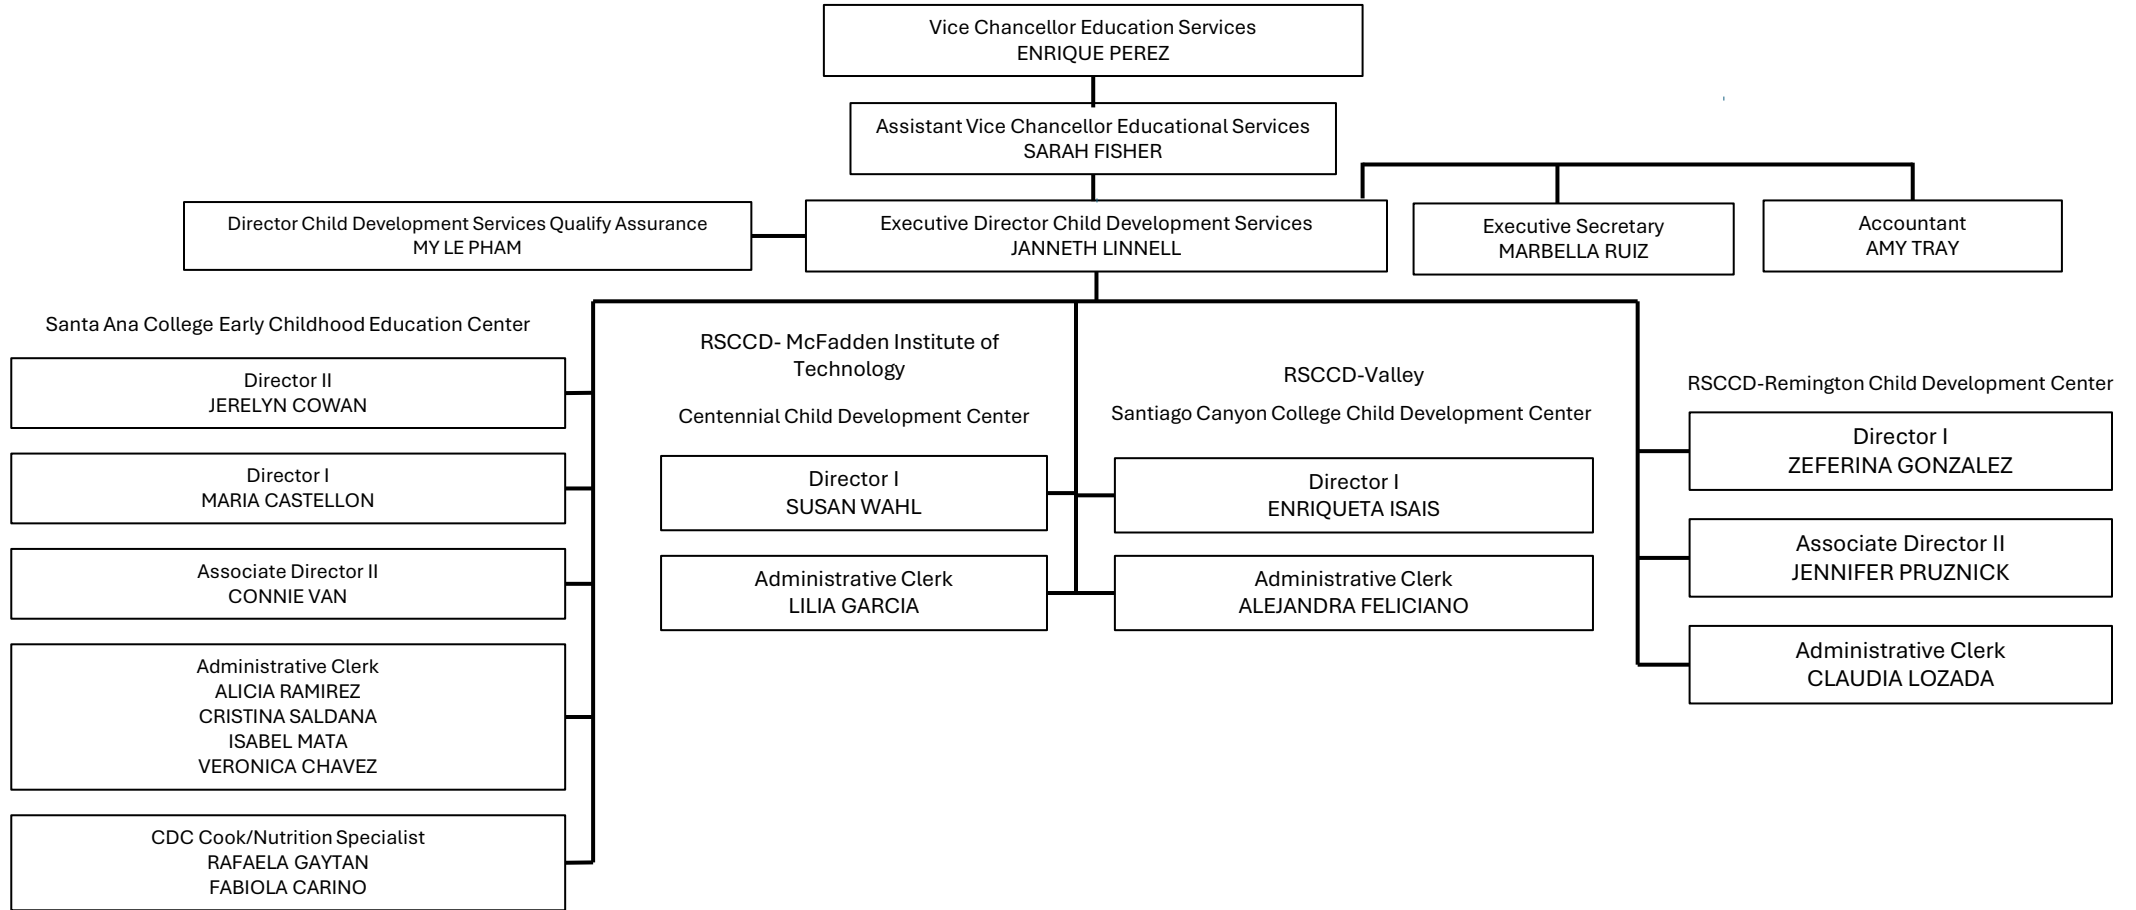 Vice Chancellor Education Services
ENRIQUE PEREZ
Assistant Vice Chancellor Educational Services
SARAH FISHER
Director Child Development Services Qualify Assurance
MY LE PHAM
Executive Director Child Development Services
JANNETH LINNELL
Executive Secretary
MARBELLA RUIZ
Accountant
AMY TRAY
Santa Ana College Early Childhood Education Center
Director II
JERELYN COWAN
Director I
MARIA CASTELLON
Associate Director II
CONNIE VAN
Administrative Clerk
ALICIA RAMIREZ
CRISTINA SALDANA
ISABEL MATA
VERONICA CHAVEZ
CDC Cook/Nutrition Specialist
RAFAELA GAYTAN
FABIOLA CARINO
RSCCD- McFadden Institute of
Technology
Centennial Child Development Center
Director I
SUSAN WAHL
Administrative Clerk
LILIA GARCIA
RSCCD-Valley
Santiago Canyon College Child Development Center
Director I
ENRIQUETA ISAIS
Administrative Clerk
ALEJANDRA FELICIANO
RSCCD-Remington Child Development Center
Director I
ZEFERINA GONZALEZ
Associate Director II
JENNIFER PRUZNICK
Administrative Clerk
CLAUDIA LOZADA